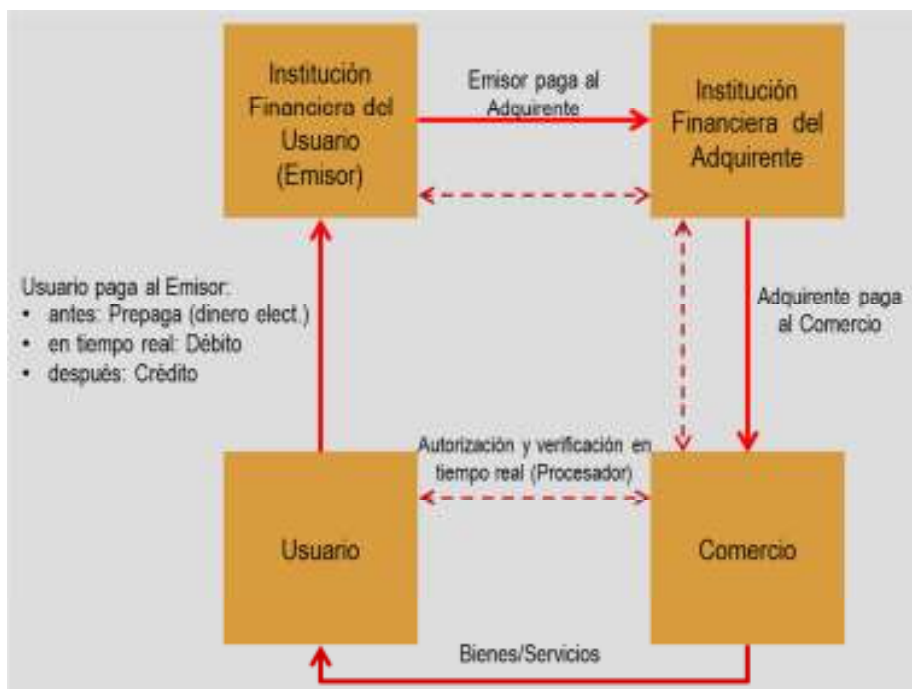 Institución
Financiera del
Usuario
(Emisor)
Emisor paga al
Adquirente
Institución
Financiera del
Adquirente
Usuario paga al Emisor:
• antes: Prepaga (dinero elect.)
• en tiempo real: Débito
• después: Crédito
Adquirente paga
al Comercio
Autorización y verificación en
tiempo real (Procesador)
Usuario
Comercio
Bienes/Servicios